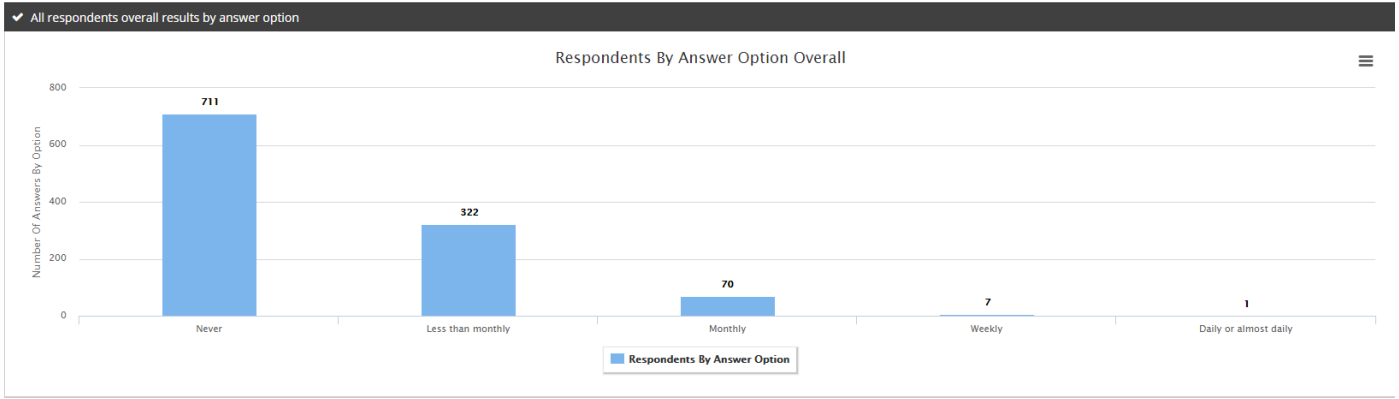 All respondents overall results by answer option
Respondents By Answer Option Overall
Number Of Answers By Option
800
600
400
200
0
711
322
70
7
1
Never
Less than monthly
Monthly
Weekly
Daily or almost daily
Respondents By Answer Option